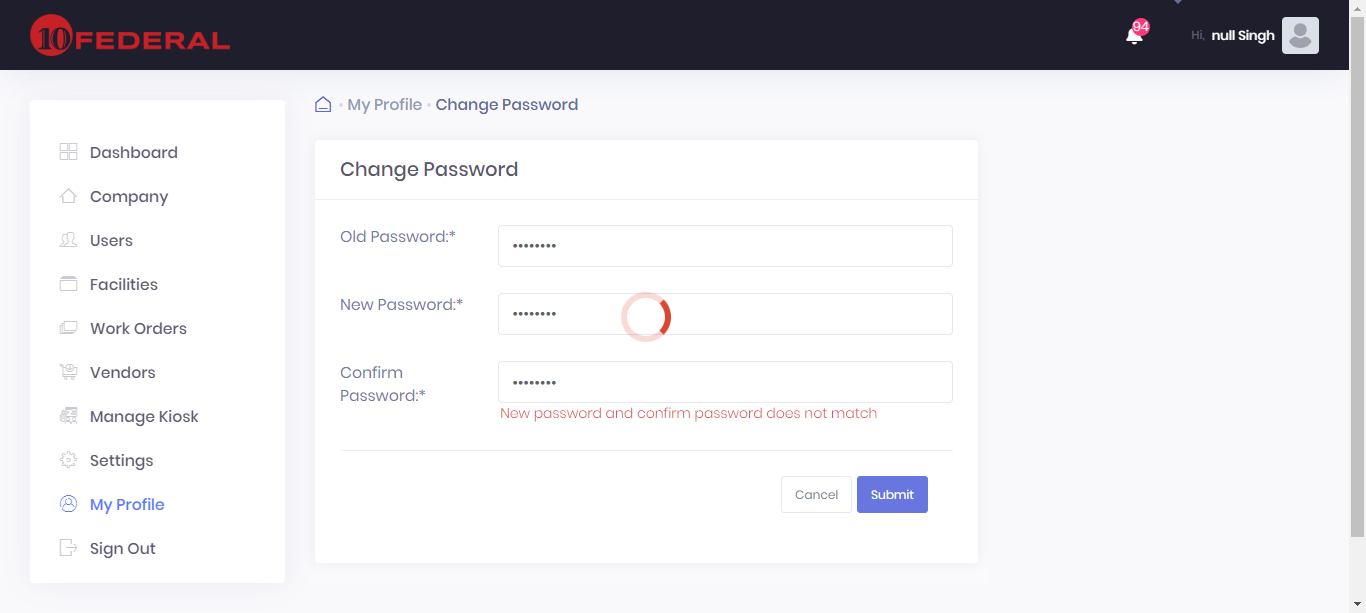 10 FEDERAL
94
Hi, null Singh
My Profile • Change Password
Dashboard
Company
Users
Facilities
Work Orders
Vendors
Manage Kiosk
Settings
My Profile
Sign Out
Change Password
Old Password:* ••••••••
New Password:* ••••••••
Confirm
Password:* ••••••••
New password and confirm password does not match
Cancel Submit